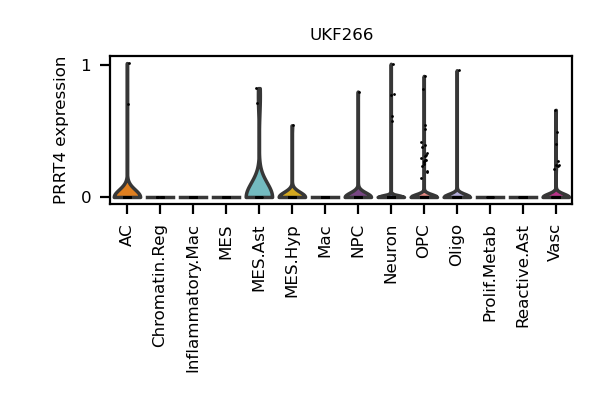 UKF266
PRRT4 expression
1
0
AC
Chromatin.Reg
Inflammatory.Mac
MES
MES.Ast
MES.Hyp
Mac
NPC
Neuron
OPC
Oligo
Prolif.Metab
Reactive.Ast
Vasc